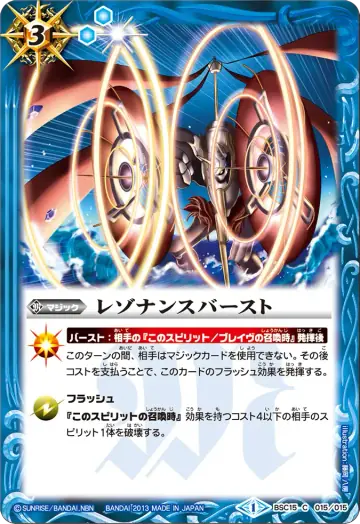 3
マジック
レゾナンスバースト
バースト：相手の『このスピリット／ブレイヴの召喚時』発揮後
このターンの間、相手はマジックカードを使用できない。その後
コストを支払うことで、このカードのフラッシュ効果を発揮する。
フラッシュ
『このスピリットの召喚時』効果を持つコスト4以下の相手のス
ピリット1体を破壊する。
©SUNRISE/BANDAI,NBN BANDAI 2013 MADE IN JAPAN
1
BSC15 C 015/015